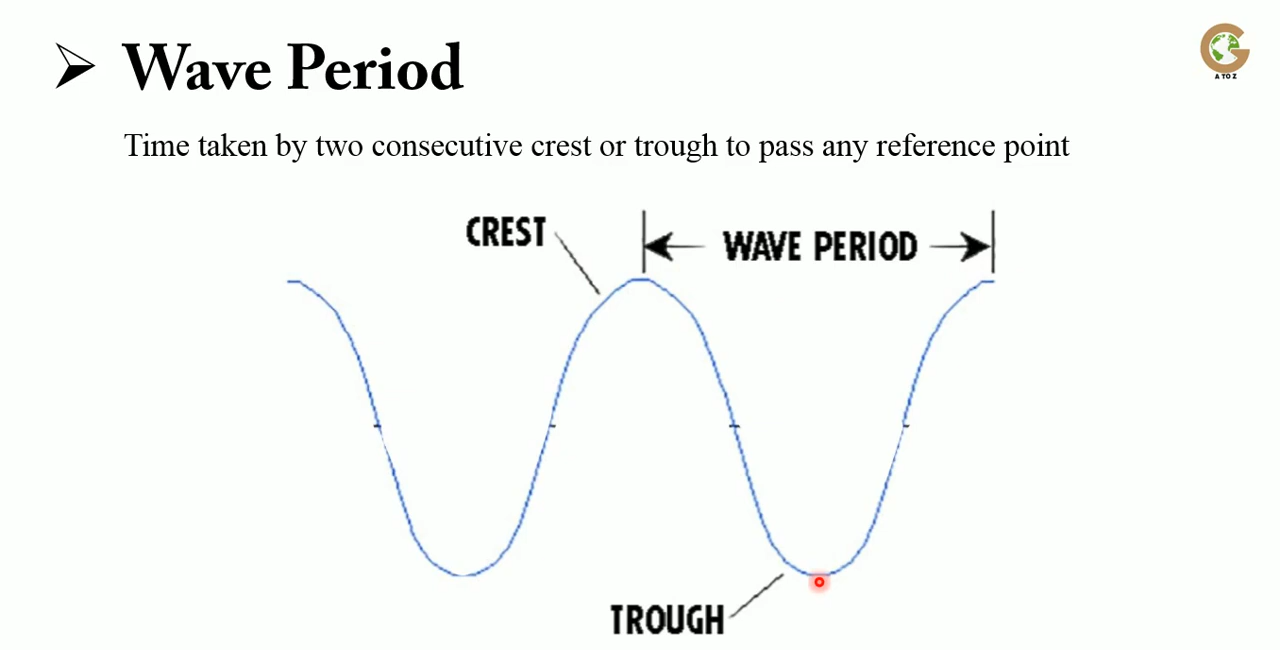 Wave Period
A TO Z
Time taken by two consecutive crest or trough to pass any reference point
CREST
WAVE PERIOD
TROUGH